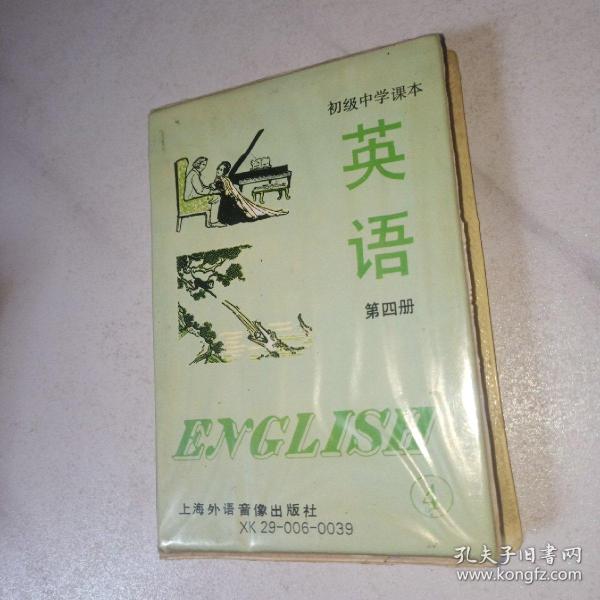 初级中学课本
英
语
第四册
ENGLISH
4
上海外语音像出版社
XK 29-006-0039
孔夫子旧书网
www.kongfz.com